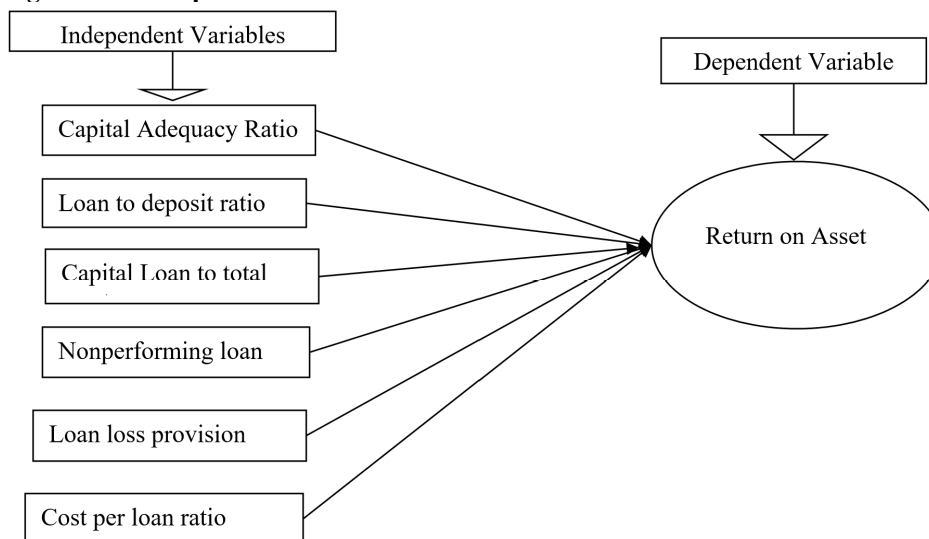 Independent Variables
Dependent Variable
Capital Adequacy Ratio
Loan to deposit ratio
Return on Asset
Capital Loan to total
Nonperforming loan
Loan loss provision
Cost per loan ratio